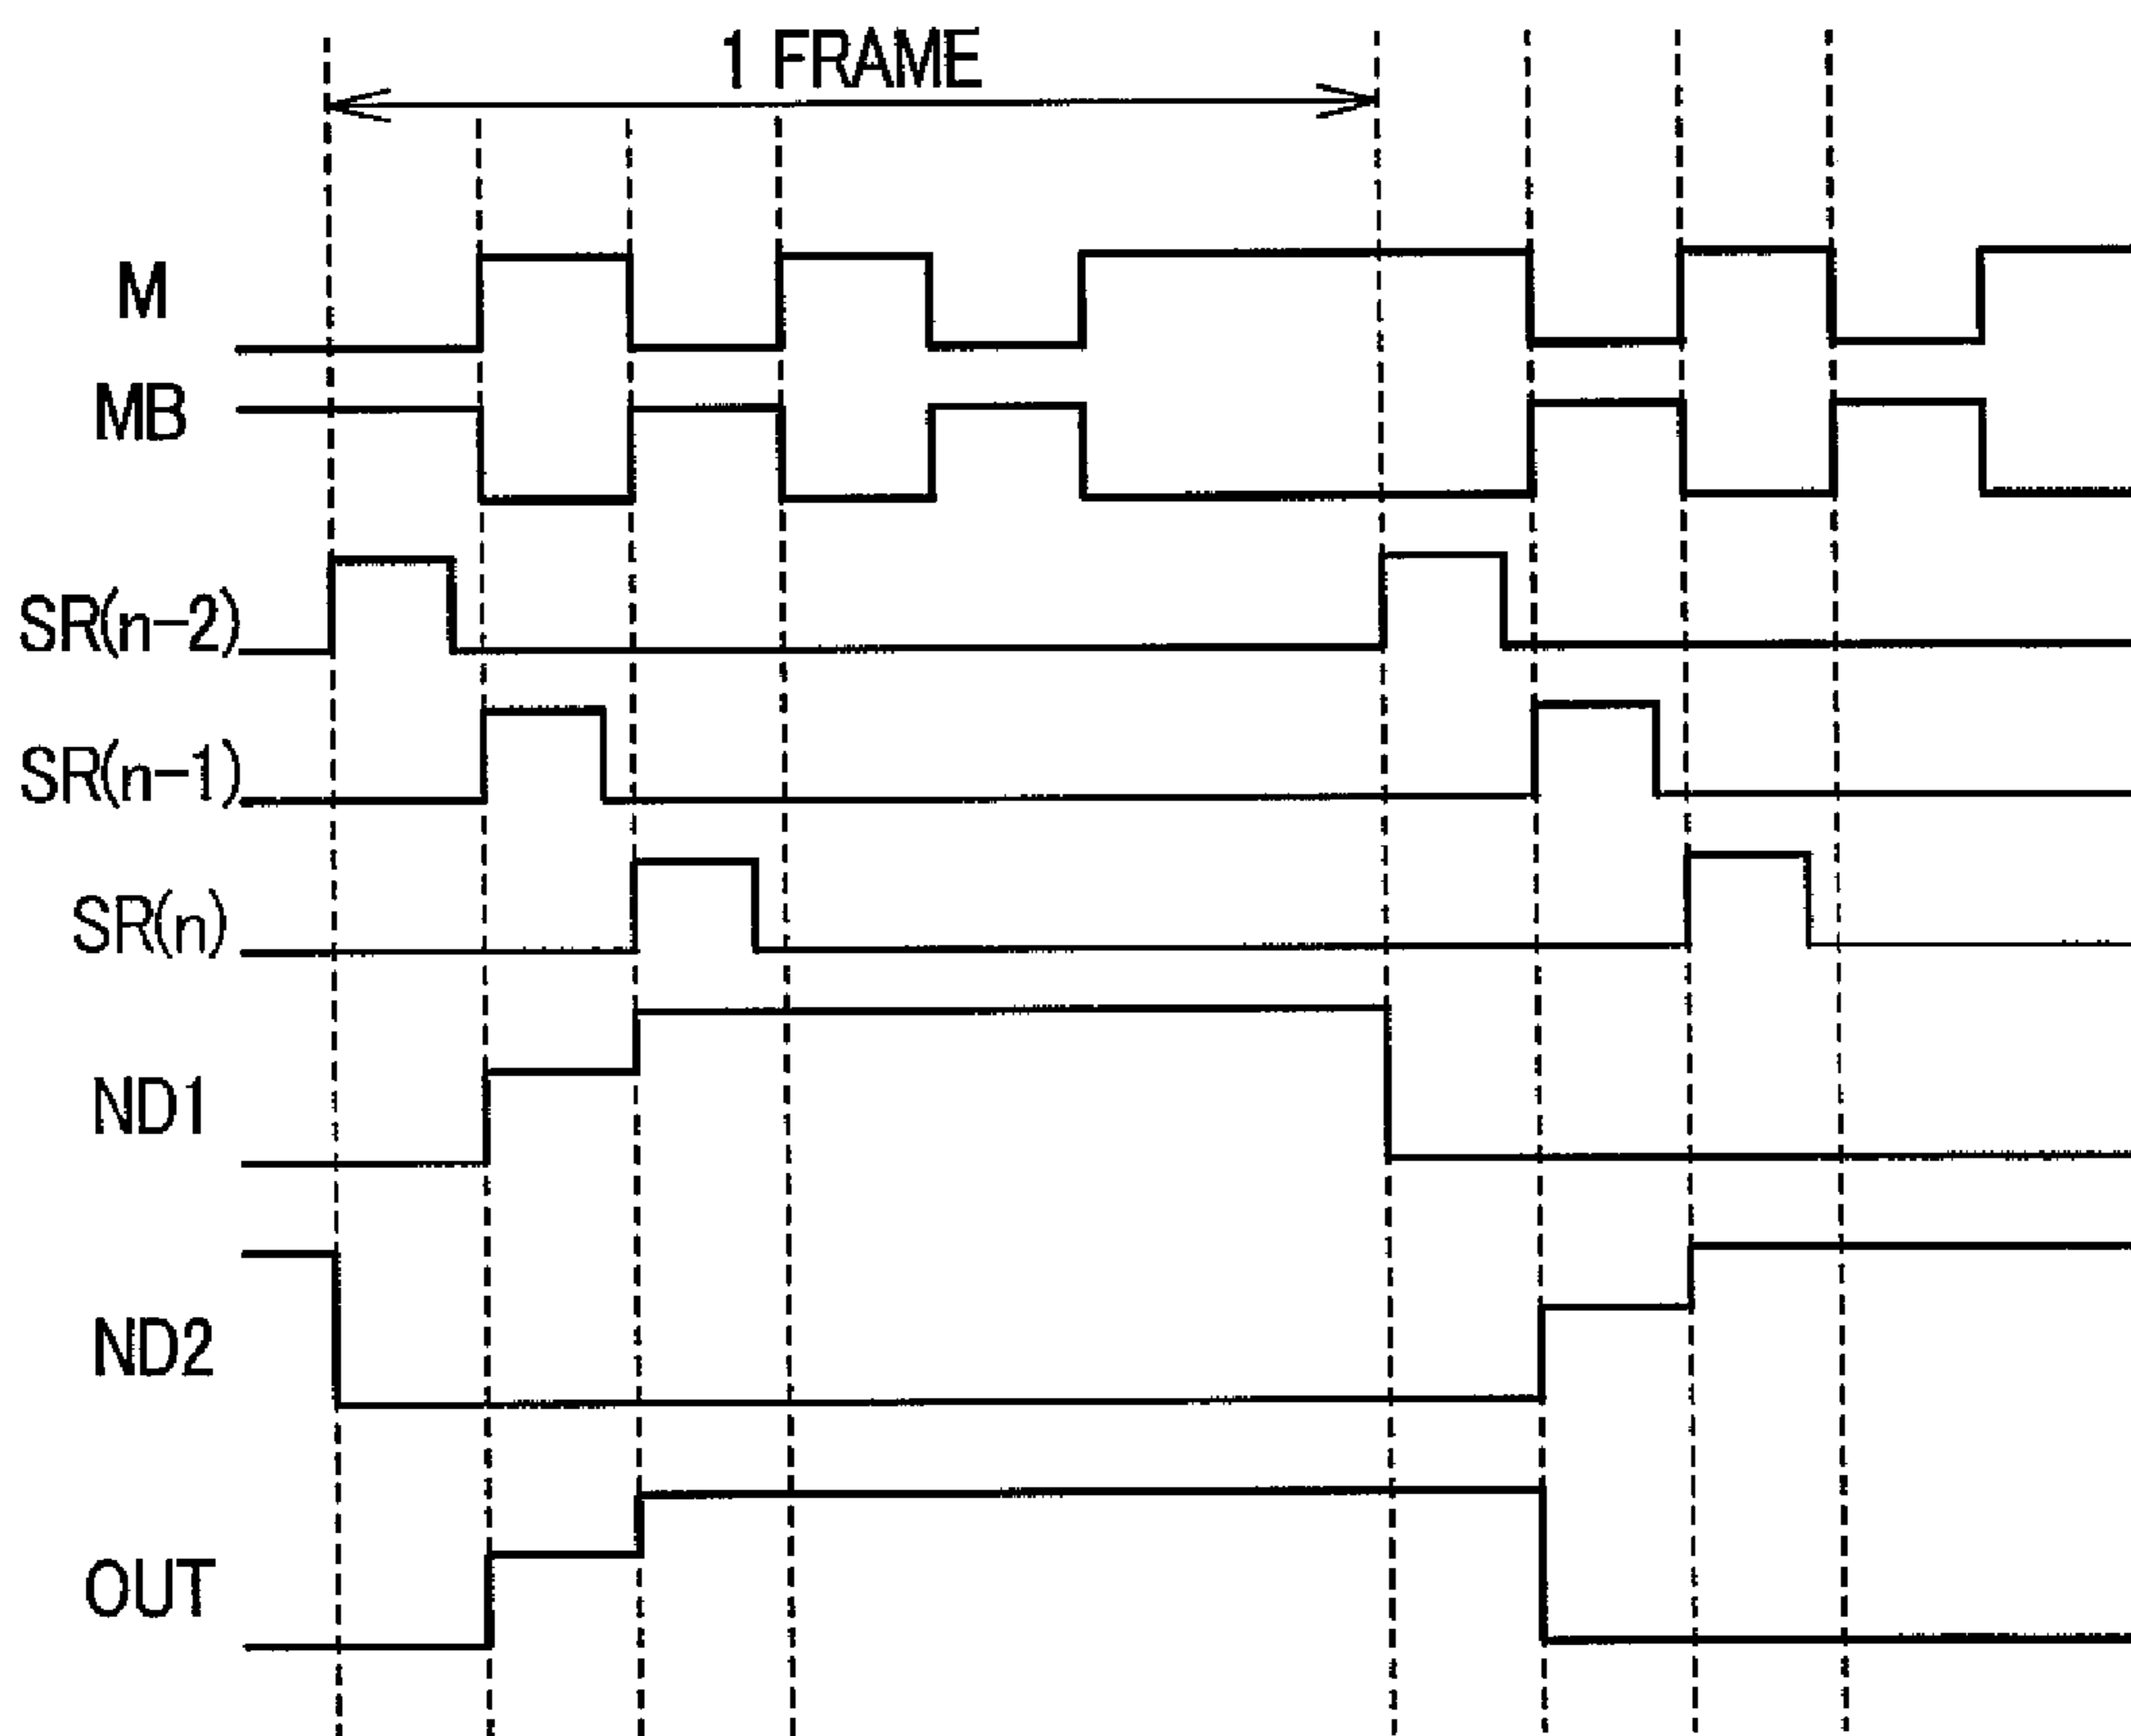 1 FRAME
M
MB
SR(n-2)
SR(n-1)
SR(n)
ND1
ND2
OUT